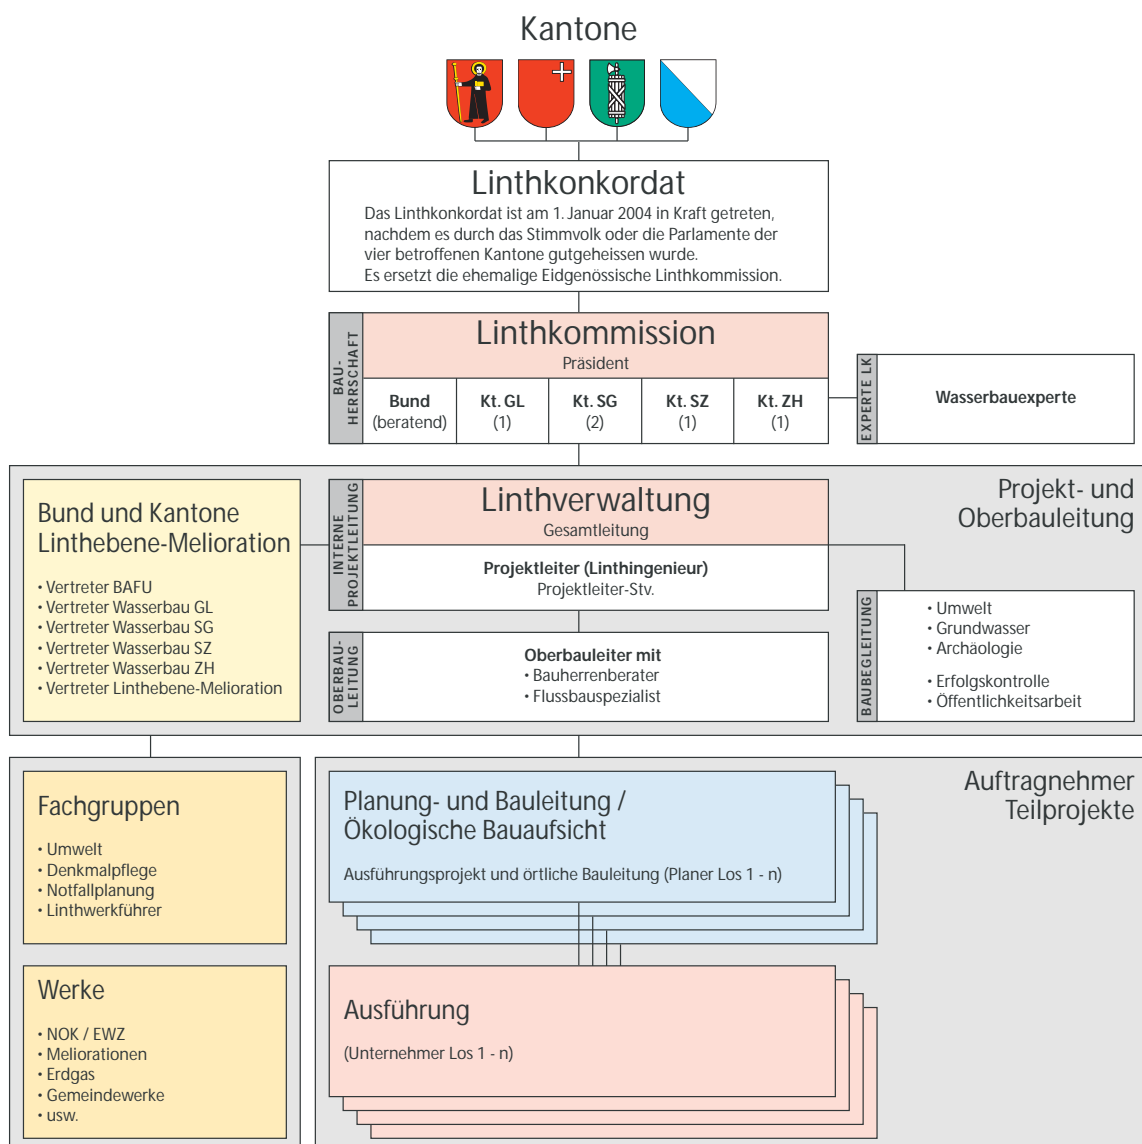 Kantone
Linthkonkordat
Das Linthkonkordat ist am 1. Januar 2004 in Kraft getreten,
nachdem es durch das Stimmvolk oder die Parlamente der
vier betroffenen Kantone gutgeheissen wurde.
Es ersetzt die ehemalige Eidgenössische Linthkommission.
BAU-
HERRSCHAFT
Linthkommission
Präsident
Bund
(beratend)
Kt. GL
(1)
Kt. SG
(2)
Kt. SZ
(1)
Kt. ZH
(1)
EXPERTE LK
Wasserbauexperte
Projekt- und
Oberbauleitung
Bund und Kantone
Linthebene-Melioration
• Vertreter BAFU
• Vertreter Wasserbau GL
• Vertreter Wasserbau SG
• Vertreter Wasserbau SZ
• Vertreter Wasserbau ZH
• Vertreter Linthebene-Melioration
INTERNE
PROJEKTLEITUNG
Linthverwaltung
Gesamtleitung
Projektleiter (Linthingenieur)
Projektleiter-Stv.
OBERBAU-
LEITUNG
Oberbauleiter mit
• Bauherrenberater
• Flussbauspezialist
BAUBEGLEITUNG
• Umwelt
• Grundwasser
• Archäologie
• Erfolgskontrolle
• Öffentlichkeitsarbeit
Fachgruppen
• Umwelt
• Denkmalpflege
• Notfallplanung
• Linthwerkführer
Werke
• NOK / EWZ
• Meliorationen
• Erdgas
• Gemeindewerke
• usw.
Auftragnehmer
Teilprojekte
Planung- und Bauleitung /
Ökologische Bauaufsicht
Ausführungsprojekt und örtliche Bauleitung (Planer Los 1 - n)
Ausführung
(Unternehmer Los 1 - n)